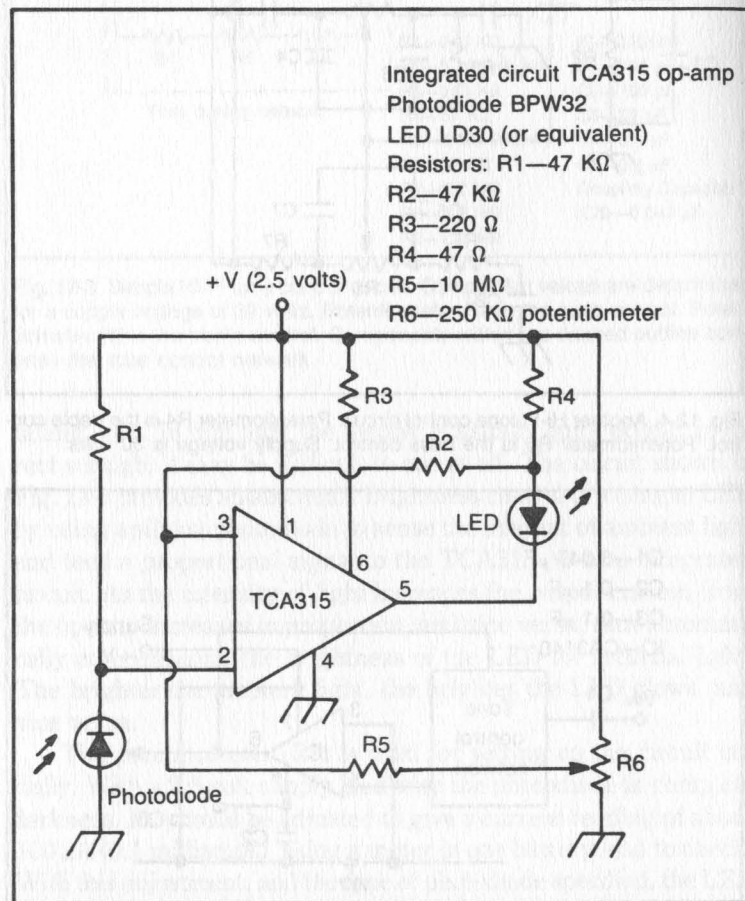 Integrated circuit TCA315 op-amp
Photodiode BPW32
LED LD30 (or equivalent)
Resistors: R1—47 KΩ
R2—47 KΩ
R3—220 Ω
R4—47 Ω
R5—10 MΩ
R6—250 KΩ potentiometer
+V (2.5 volts)
R1
R3
R4
R2
LED
3
1
6
TCA315
5
2
4
Photodiode
R5
R6